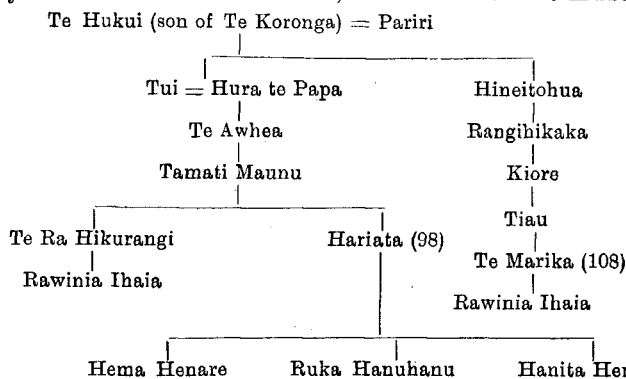 Te Hukui (son of Te Koronga) = Pariri
Tui = Hura te Papa Hineitohua
Te Awhea Rangihikaka
Tamati Maunu Kiore
Tiau
Te Ra Hikurangi Hariata (98)
Te Marika (108)
Rawinia Ihaia
Rawinia Ihaia
Hema Henare Ruka Hanuhanu Hanita Hen